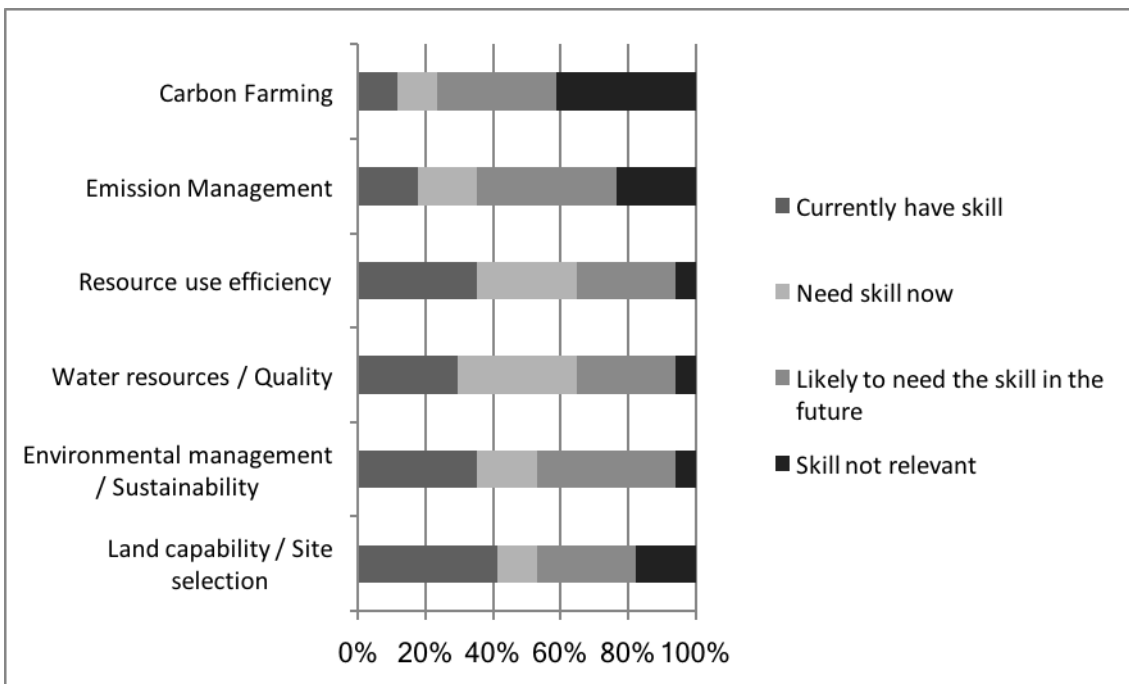 Carbon Farming
Emission Management
Resource use efficiency
Water resources / Quality
Environmental management
/ Sustainability
Land capability / Site
selection
0% 20% 40% 60% 80% 100%
Currently have skill
Need skill now
Likely to need the skill in the
future
Skill not relevant